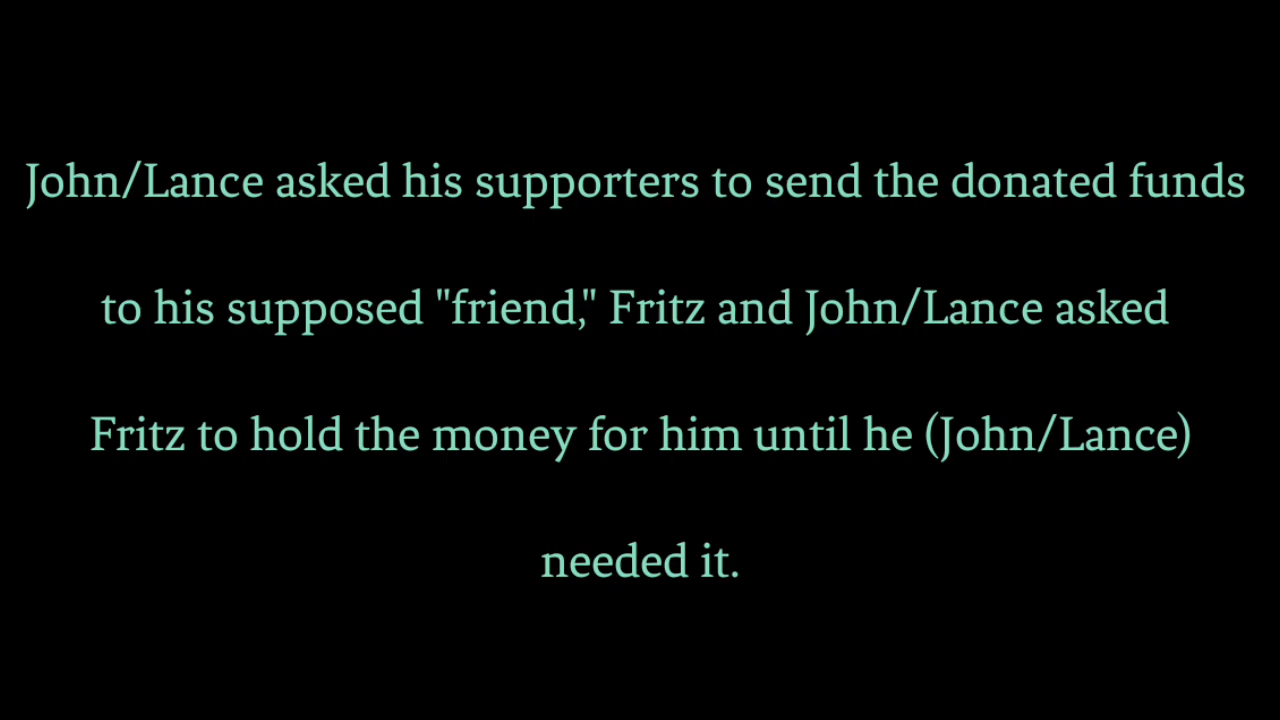 John/Lance asked his supporters to send the donated funds
to his supposed "friend," Fritz and John/Lance asked
Fritz to hold the money for him until he (John/Lance)
needed it.